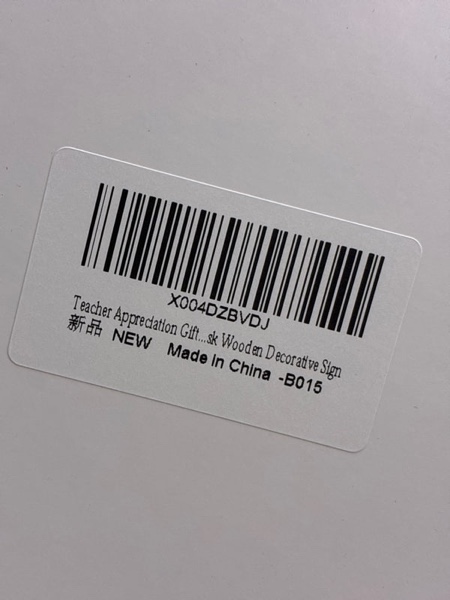 X004DZBVDJ
Teacher Appreciation Gift...sk Wooden Decorative Sign
新品 NEW Made in China -B015